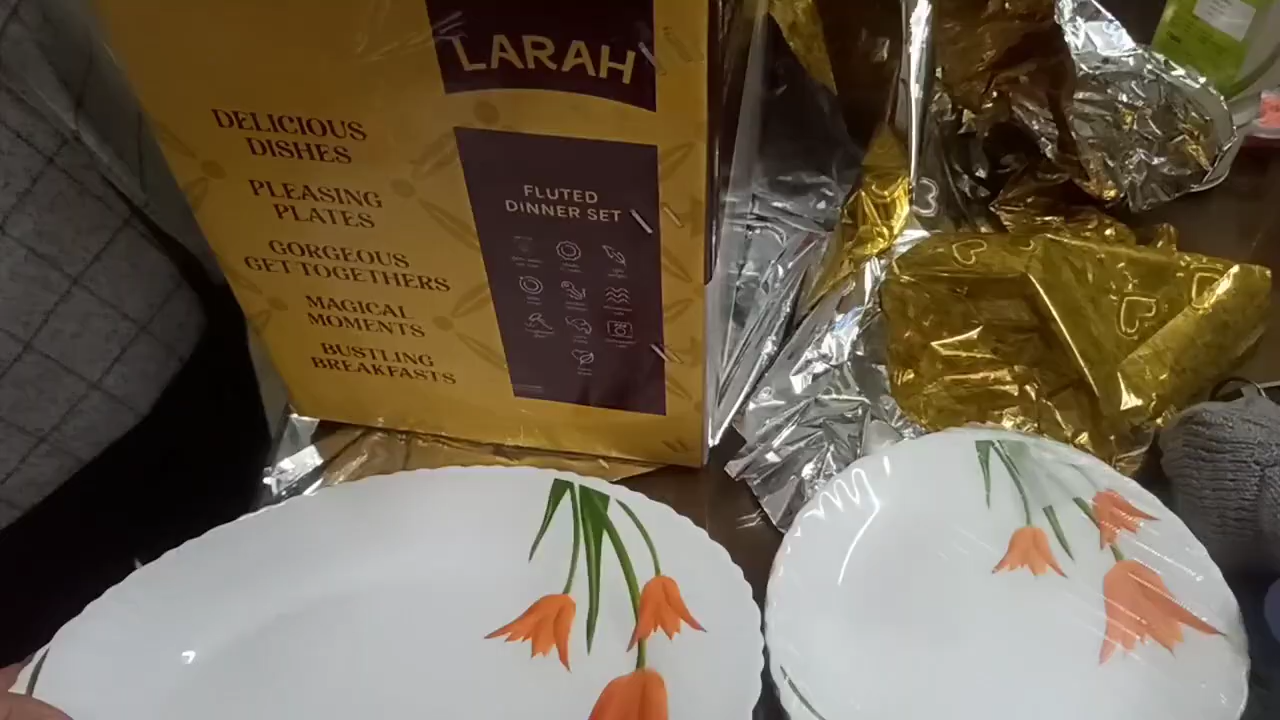 LARAH
DELICIOUS
DISHES
PLEASING
PLATES
GORGEOUS
GET TOGETHERS
MAGICAL
MOMENTS
BUSTLING
BREAKFASTS
FLUTED
DINNER SET